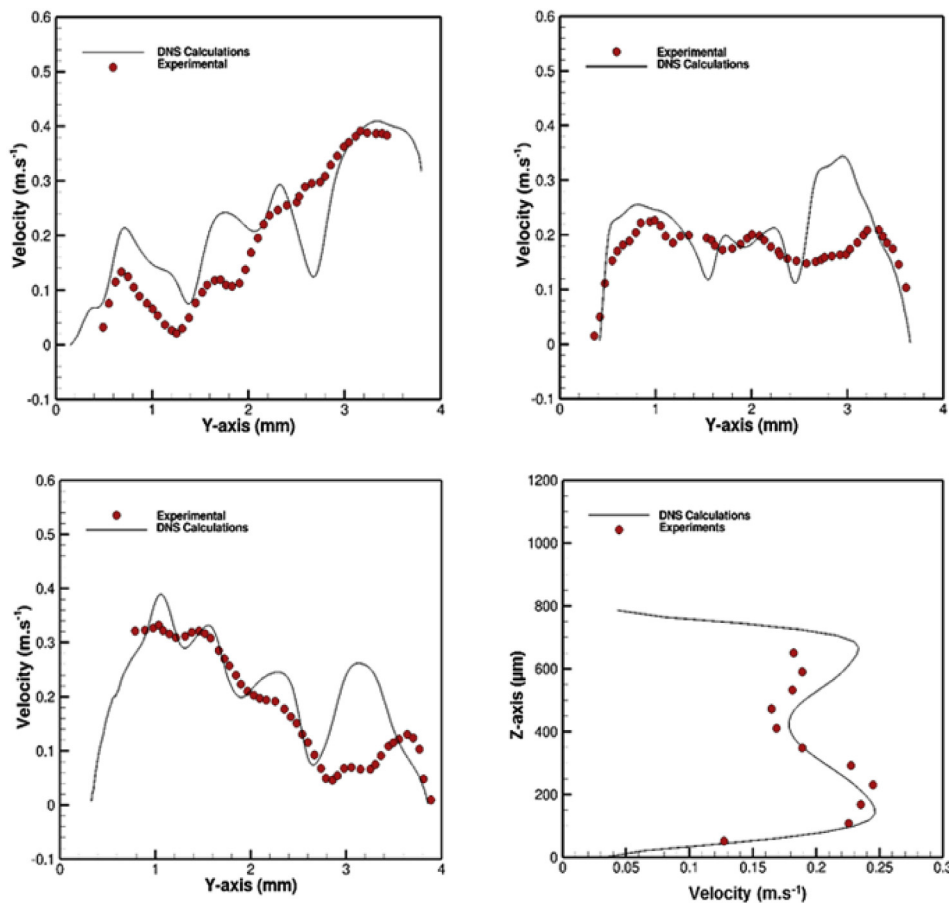 0.6
DNS Calculations
Experimental
0.5
0.4
0.3
0.2
0.1
0
-0.1
Velocity (m.s⁻¹)
0 1 2 3 4
Y-axis (mm)
0.6
Experimental
DNS Calculations
0.5
0.4
0.3
0.2
0.1
0
-0.1
Velocity (m.s⁻¹)
0 1 2 3 4
Y-axis (mm)
0.6
Experimental
DNS Calculations
0.5
0.4
0.3
0.2
0.1
0
-0.1
Velocity (m.s⁻¹)
0 1 2 3 4
Y-axis (mm)
1200
DNS Calculations
Experiments
1000
800
600
400
200
0
Z-axis (µm)
0.05 0.1 0.15 0.2 0.25 0.3
Velocity (m.s⁻¹)